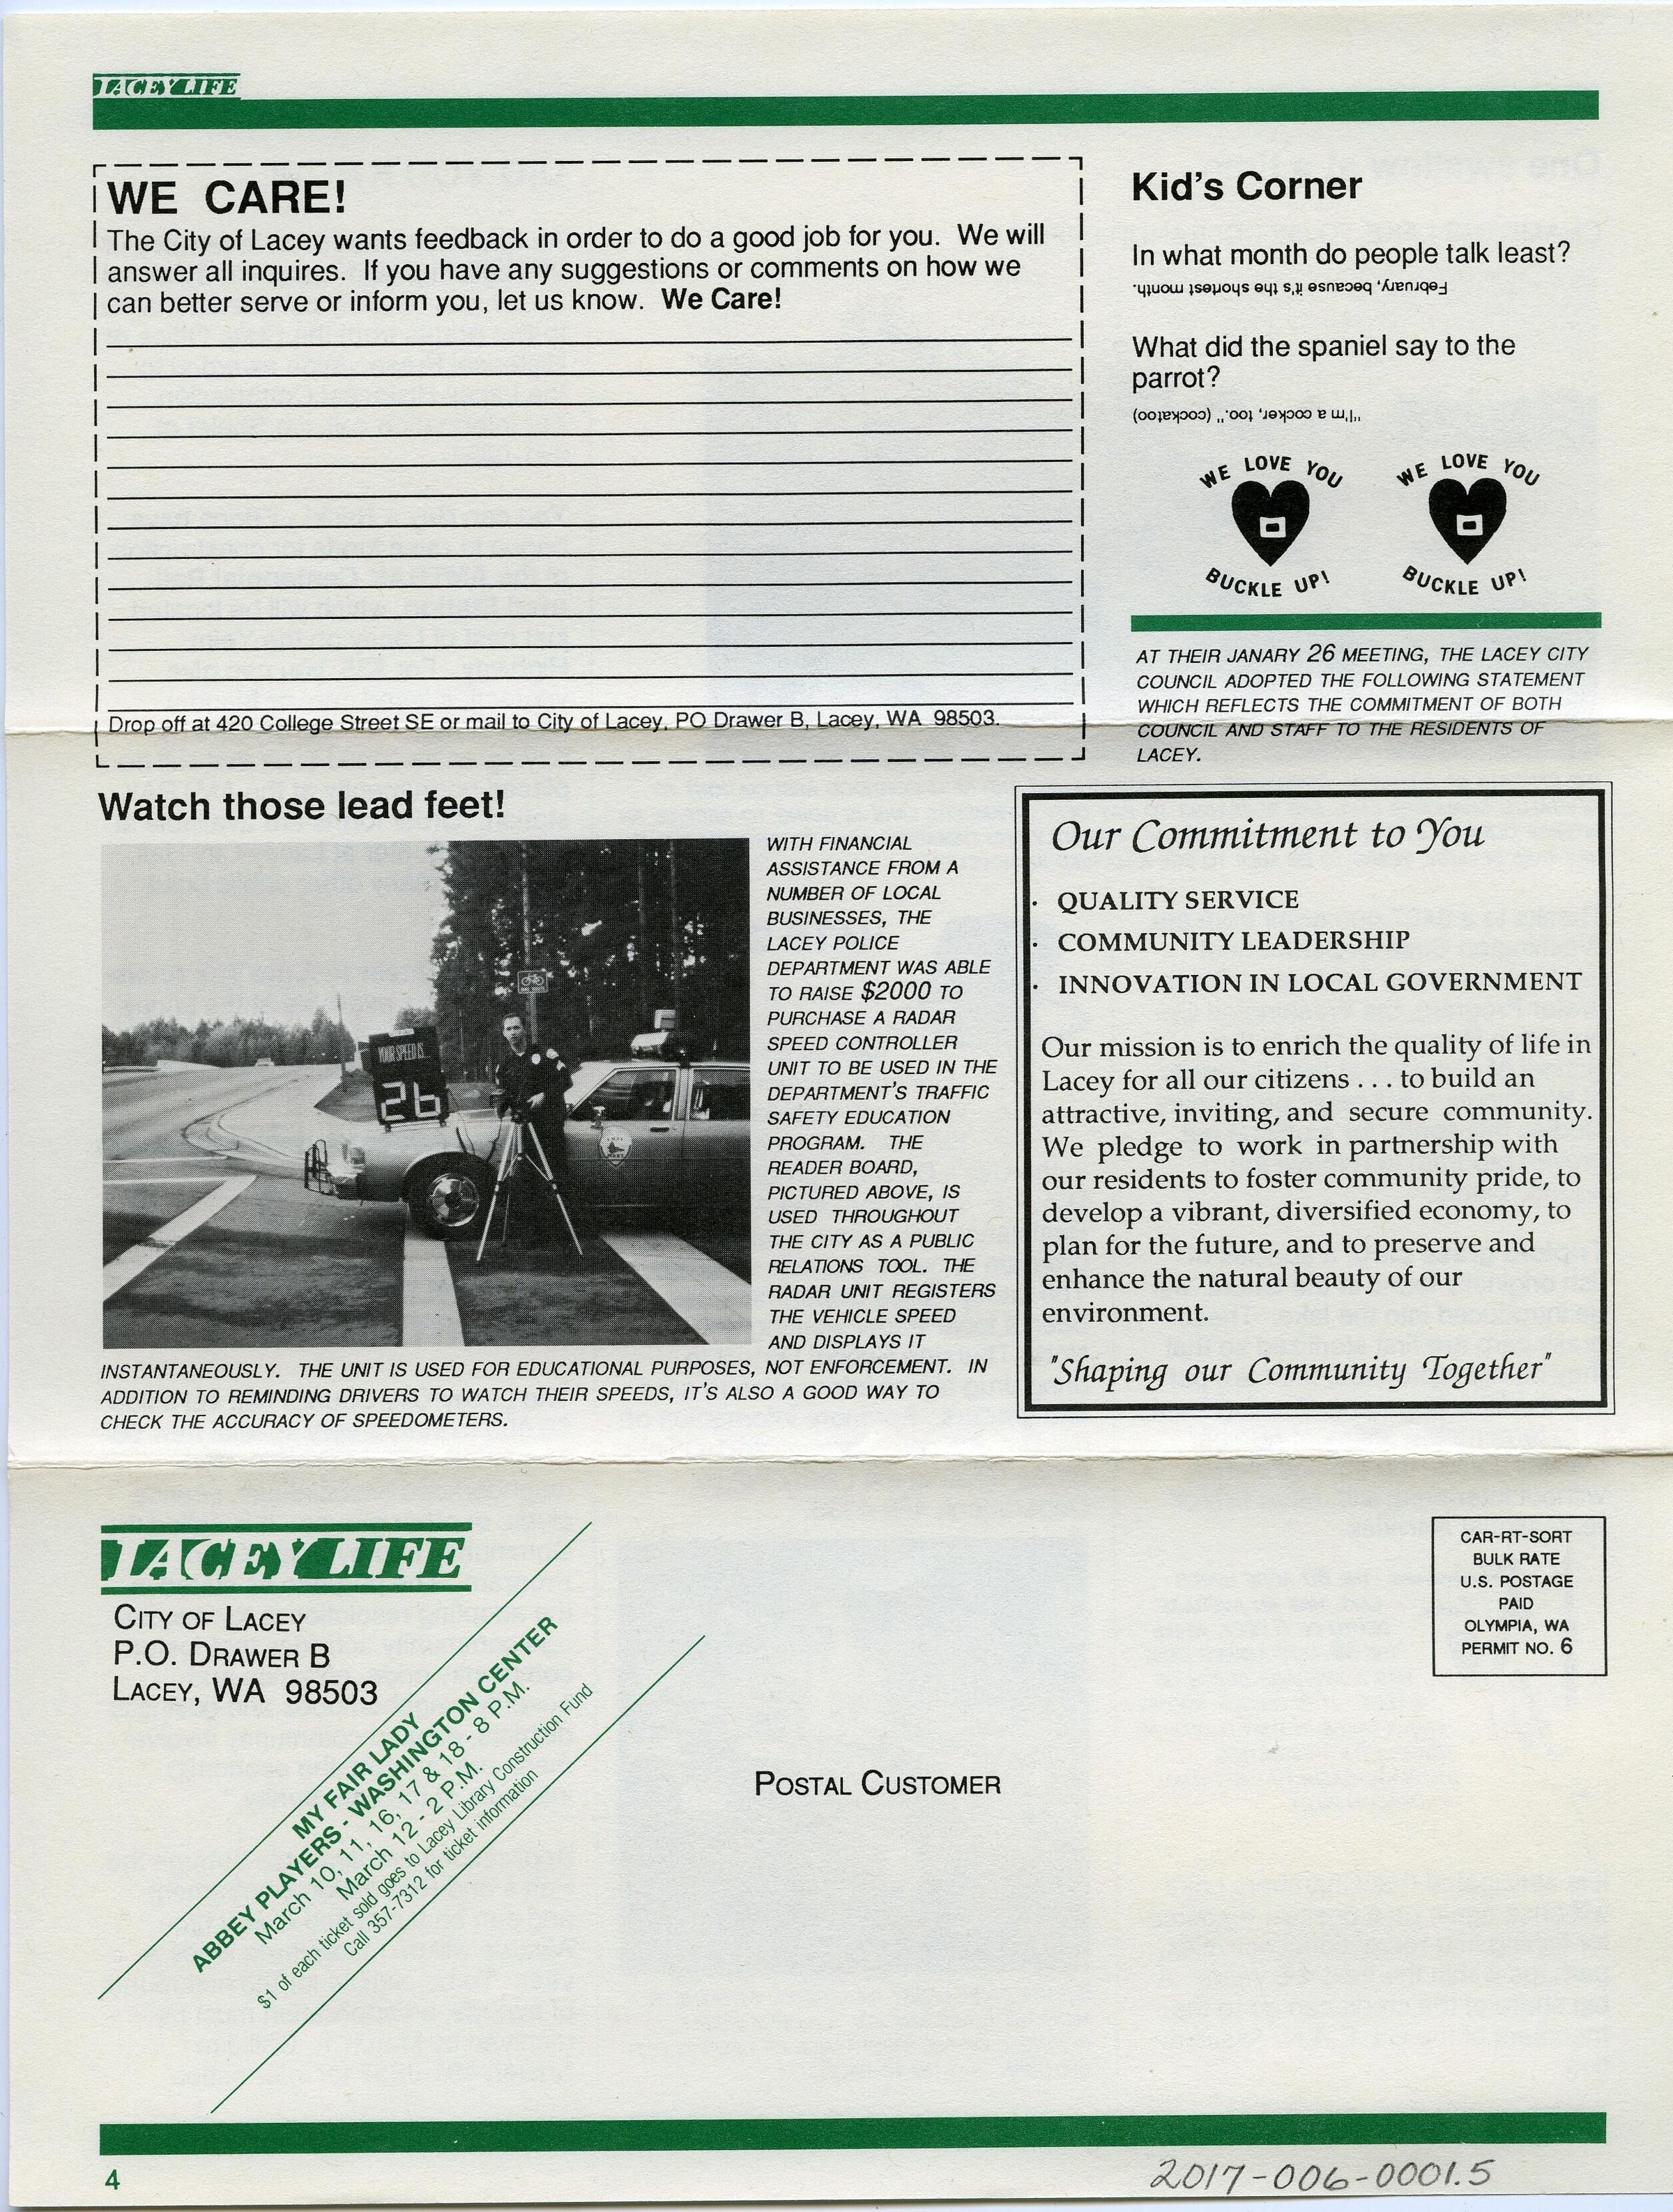 LACEY LIFE
WE CARE!
The City of Lacey wants feedback in order to do a good job for you. We will
answer all inquires. If you have any suggestions or comments on how we
can better serve or inform you, let us know. We Care!
Drop off at 420 College Street SE or mail to City of Lacey, PO Drawer B, Lacey, WA 98503.
Kid's Corner
In what month do people talk least?
February, because it's the shortest month.
What did the spaniel say to the
parrot?
"I'm a cocker, too." (cockatoo)
WE LOVE YOU
BUCKLE UP!
WE LOVE YOU
BUCKLE UP!
AT THEIR JANARY 26 MEETING, THE LACEY CITY
COUNCIL ADOPTED THE FOLLOWING STATEMENT
WHICH REFLECTS THE COMMITMENT OF BOTH
COUNCIL AND STAFF TO THE RESIDENTS OF
LACEY.
Watch those lead feet!
YOUR SPEED IS...
26
WITH FINANCIAL
ASSISTANCE FROM A
NUMBER OF LOCAL
BUSINESSES, THE
LACEY POLICE
DEPARTMENT WAS ABLE
TO RAISE $2000 TO
PURCHASE A RADAR
SPEED CONTROLLER
UNIT TO BE USED IN THE
DEPARTMENT'S TRAFFIC
SAFETY EDUCATION
PROGRAM. THE
READER BOARD,
PICTURED ABOVE, IS
USED THROUGHOUT
THE CITY AS A PUBLIC
RELATIONS TOOL. THE
RADAR UNIT REGISTERS
THE VEHICLE SPEED
AND DISPLAYS IT
INSTANTANEOUSLY. THE UNIT IS USED FOR EDUCATIONAL PURPOSES, NOT ENFORCEMENT. IN
ADDITION TO REMINDING DRIVERS TO WATCH THEIR SPEEDS, IT'S ALSO A GOOD WAY TO
CHECK THE ACCURACY OF SPEEDOMETERS.
Our Commitment to You
· QUALITY SERVICE
· COMMUNITY LEADERSHIP
· INNOVATION IN LOCAL GOVERNMENT
Our mission is to enrich the quality of life in
Lacey for all our citizens . . . to build an
attractive, inviting, and secure community.
We pledge to work in partnership with
our residents to foster community pride, to
develop a vibrant, diversified economy, to
plan for the future, and to preserve and
enhance the natural beauty of our
environment.
"Shaping our Community Together"
LACEY LIFE
CITY OF LACEY
P.O. DRAWER B
LACEY, WA 98503
MY FAIR LADY
ABBEY PLAYERS - WASHINGTON CENTER
March 10, 11, 16, 17 & 18 - 8 P.M.
March 12 - 2 P.M.
$1 of each ticket sold goes to Lacey Library Construction Fund
Call 357-7312 for ticket information
CAR-RT-SORT
BULK RATE
U.S. POSTAGE
PAID
OLYMPIA, WA
PERMIT NO. 6
POSTAL CUSTOMER
4
2017-006-0001.5